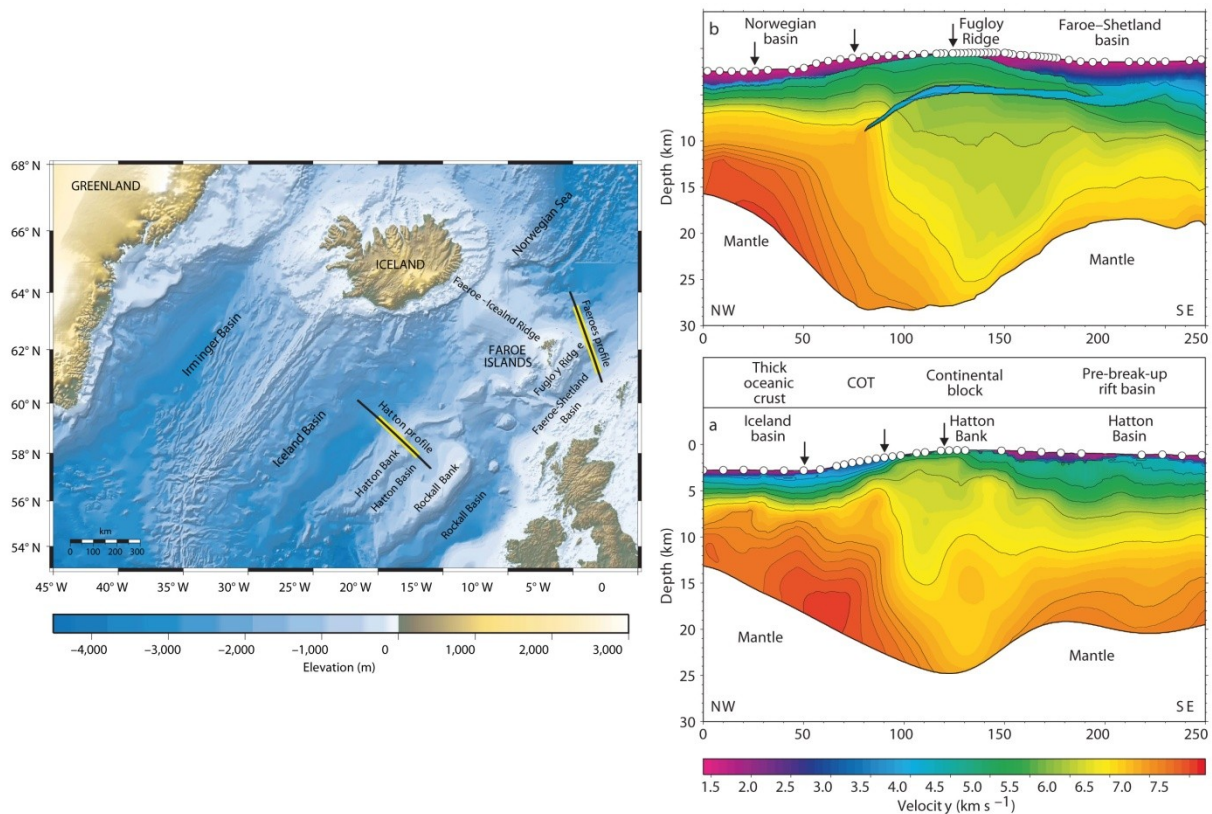 68° N
66° N
64° N
62° N
60° N
58° N
56° N
54° N
GREENLAND
ICELAND
Norwegian Sea
Irminger Basin
Iceland Basin
Faeroe - Icealnd Ridge
FAROE
ISLANDS
Fuglo y Ridg e
Faeroes profile
Faeroe-Shetland
Basin
Hatton profile
Hatton Bank
Hatton Basin
Rockall Bank
Rockall Basin
km
0 100 200 300
45° W 40° W 35° W 30° W 25° W 20° W 15° W 10° W 5° W 0
−4,000 −3,000 −2,000 −1,000 0 1,000 2,000 3,000
Elevation (m)
b
Norwegian
basin
Fugloy
Ridge
Faroe–Shetland
basin
10
15
20
25
30
Depth (km)
Mantle
Mantle
NW
SE
0 50 100 150 200 250
Thick
oceanic
crust
COT
Continental
block
Pre-break-up
rift basin
a
Iceland
basin
Hatton
Bank
Hatton
Basin
0
5
10
15
20
25
30
Depth (km)
Mantle
Mantle
NW
S E
0 50 100 150 200 250
1.5 2.0 2.5 3.0 3.5 4.0 4.5 5.0 5.5 6.0 6.5 7.0 7.5
Velocit y (km s −1)